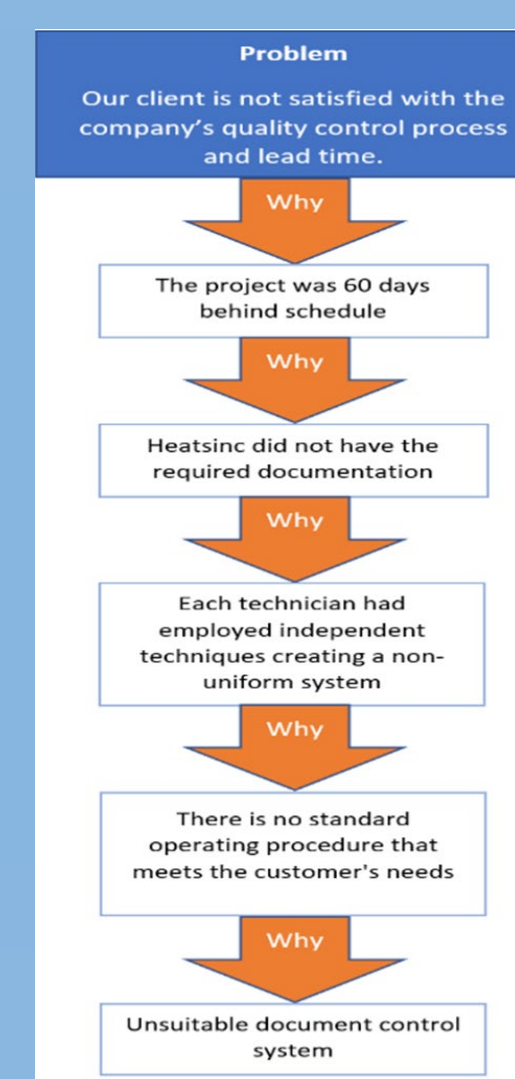 Problem
Our client is not satisfied with the
company's quality control process
and lead time.
Why
The project was 60 days
behind schedule
Why
Heatsinc did not have the
required documentation
Why
Each technician had
employed independent
techniques creating a non-
uniform system
Why
There is no standard
operating procedure that
meets the customer's needs
Why
Unsuitable document control
system